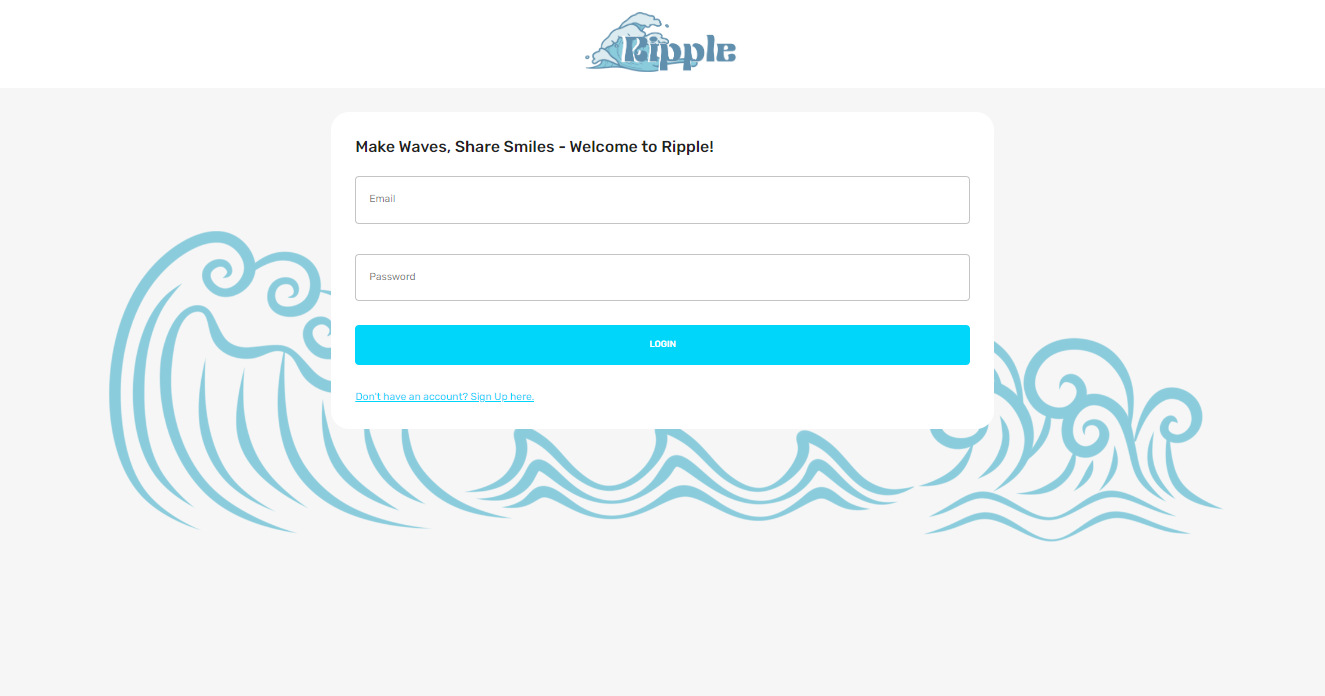 Ripple
Make Waves, Share Smiles - Welcome to Ripple!
Email
Password
LOGIN
Don't have an account? Sign Up here.